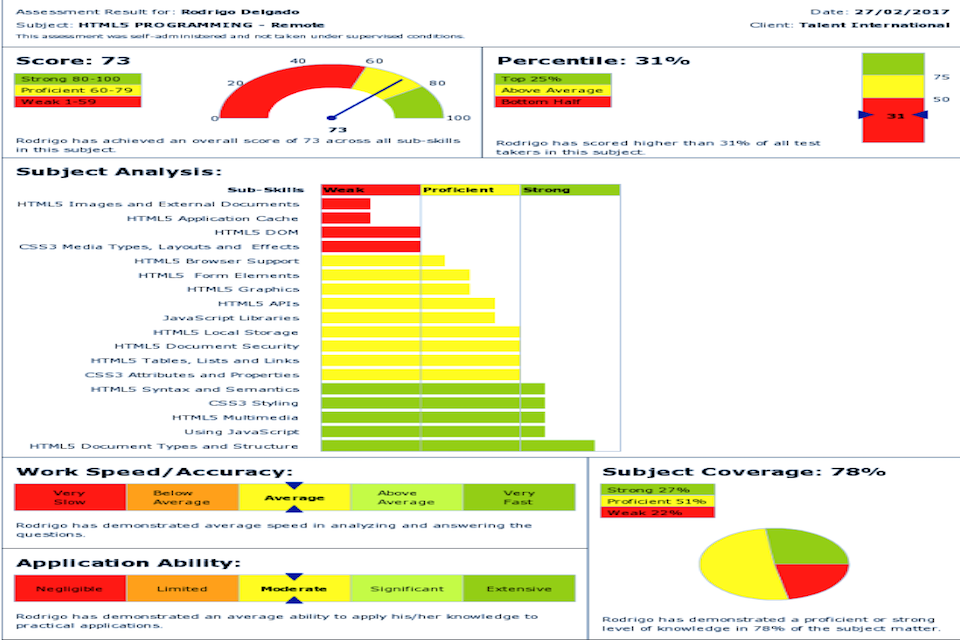 Assessment Result for: Rodrigo Delgado
Date: 27/02/2017
Subject: HTML5 PROGRAMMING - Remote
Client: Talent International
This assessment was self-administered and not taken under supervised conditions.
Score: 73
Strong 80-100
Proficient 60-79
Weak 1-59
0
20
40
60
80
100
73
Rodrigo has achieved an overall score of 73 across all sub-skills
in this subject.
Percentile: 31%
Top 25%
Above Average
Bottom Half
75
50
31
Rodrigo has scored higher than 31% of all test
takers in this subject.
Subject Analysis:
Sub-Skills Weak Proficient Strong
HTML5 Images and External Documents
HTML5 Application Cache
HTML5 DOM
CSS3 Media Types, Layouts and Effects
HTML5 Browser Support
HTML5 Form Elements
HTML5 Graphics
HTML5 APIs
JavaScript Libraries
HTML5 Local Storage
HTML5 Document Security
HTML5 Tables, Lists and Links
CSS3 Attributes and Properties
HTML5 Syntax and Semantics
CSS3 Styling
HTML5 Multimedia
Using JavaScript
HTML5 Document Types and Structure
Work Speed/Accuracy:
Very Slow
Below Average
Average
Above Average
Very Fast
Rodrigo has demonstrated average speed in analyzing and answering the
questions.
Application Ability:
Negligible
Limited
Moderate
Significant
Extensive
Rodrigo has demonstrated an average ability to apply his/her knowledge to
practical applications.
Subject Coverage: 78%
Strong 27%
Proficient 51%
Weak 22%
Rodrigo has demonstrated a proficient or strong
level of knowledge in 78% of the subject matter.